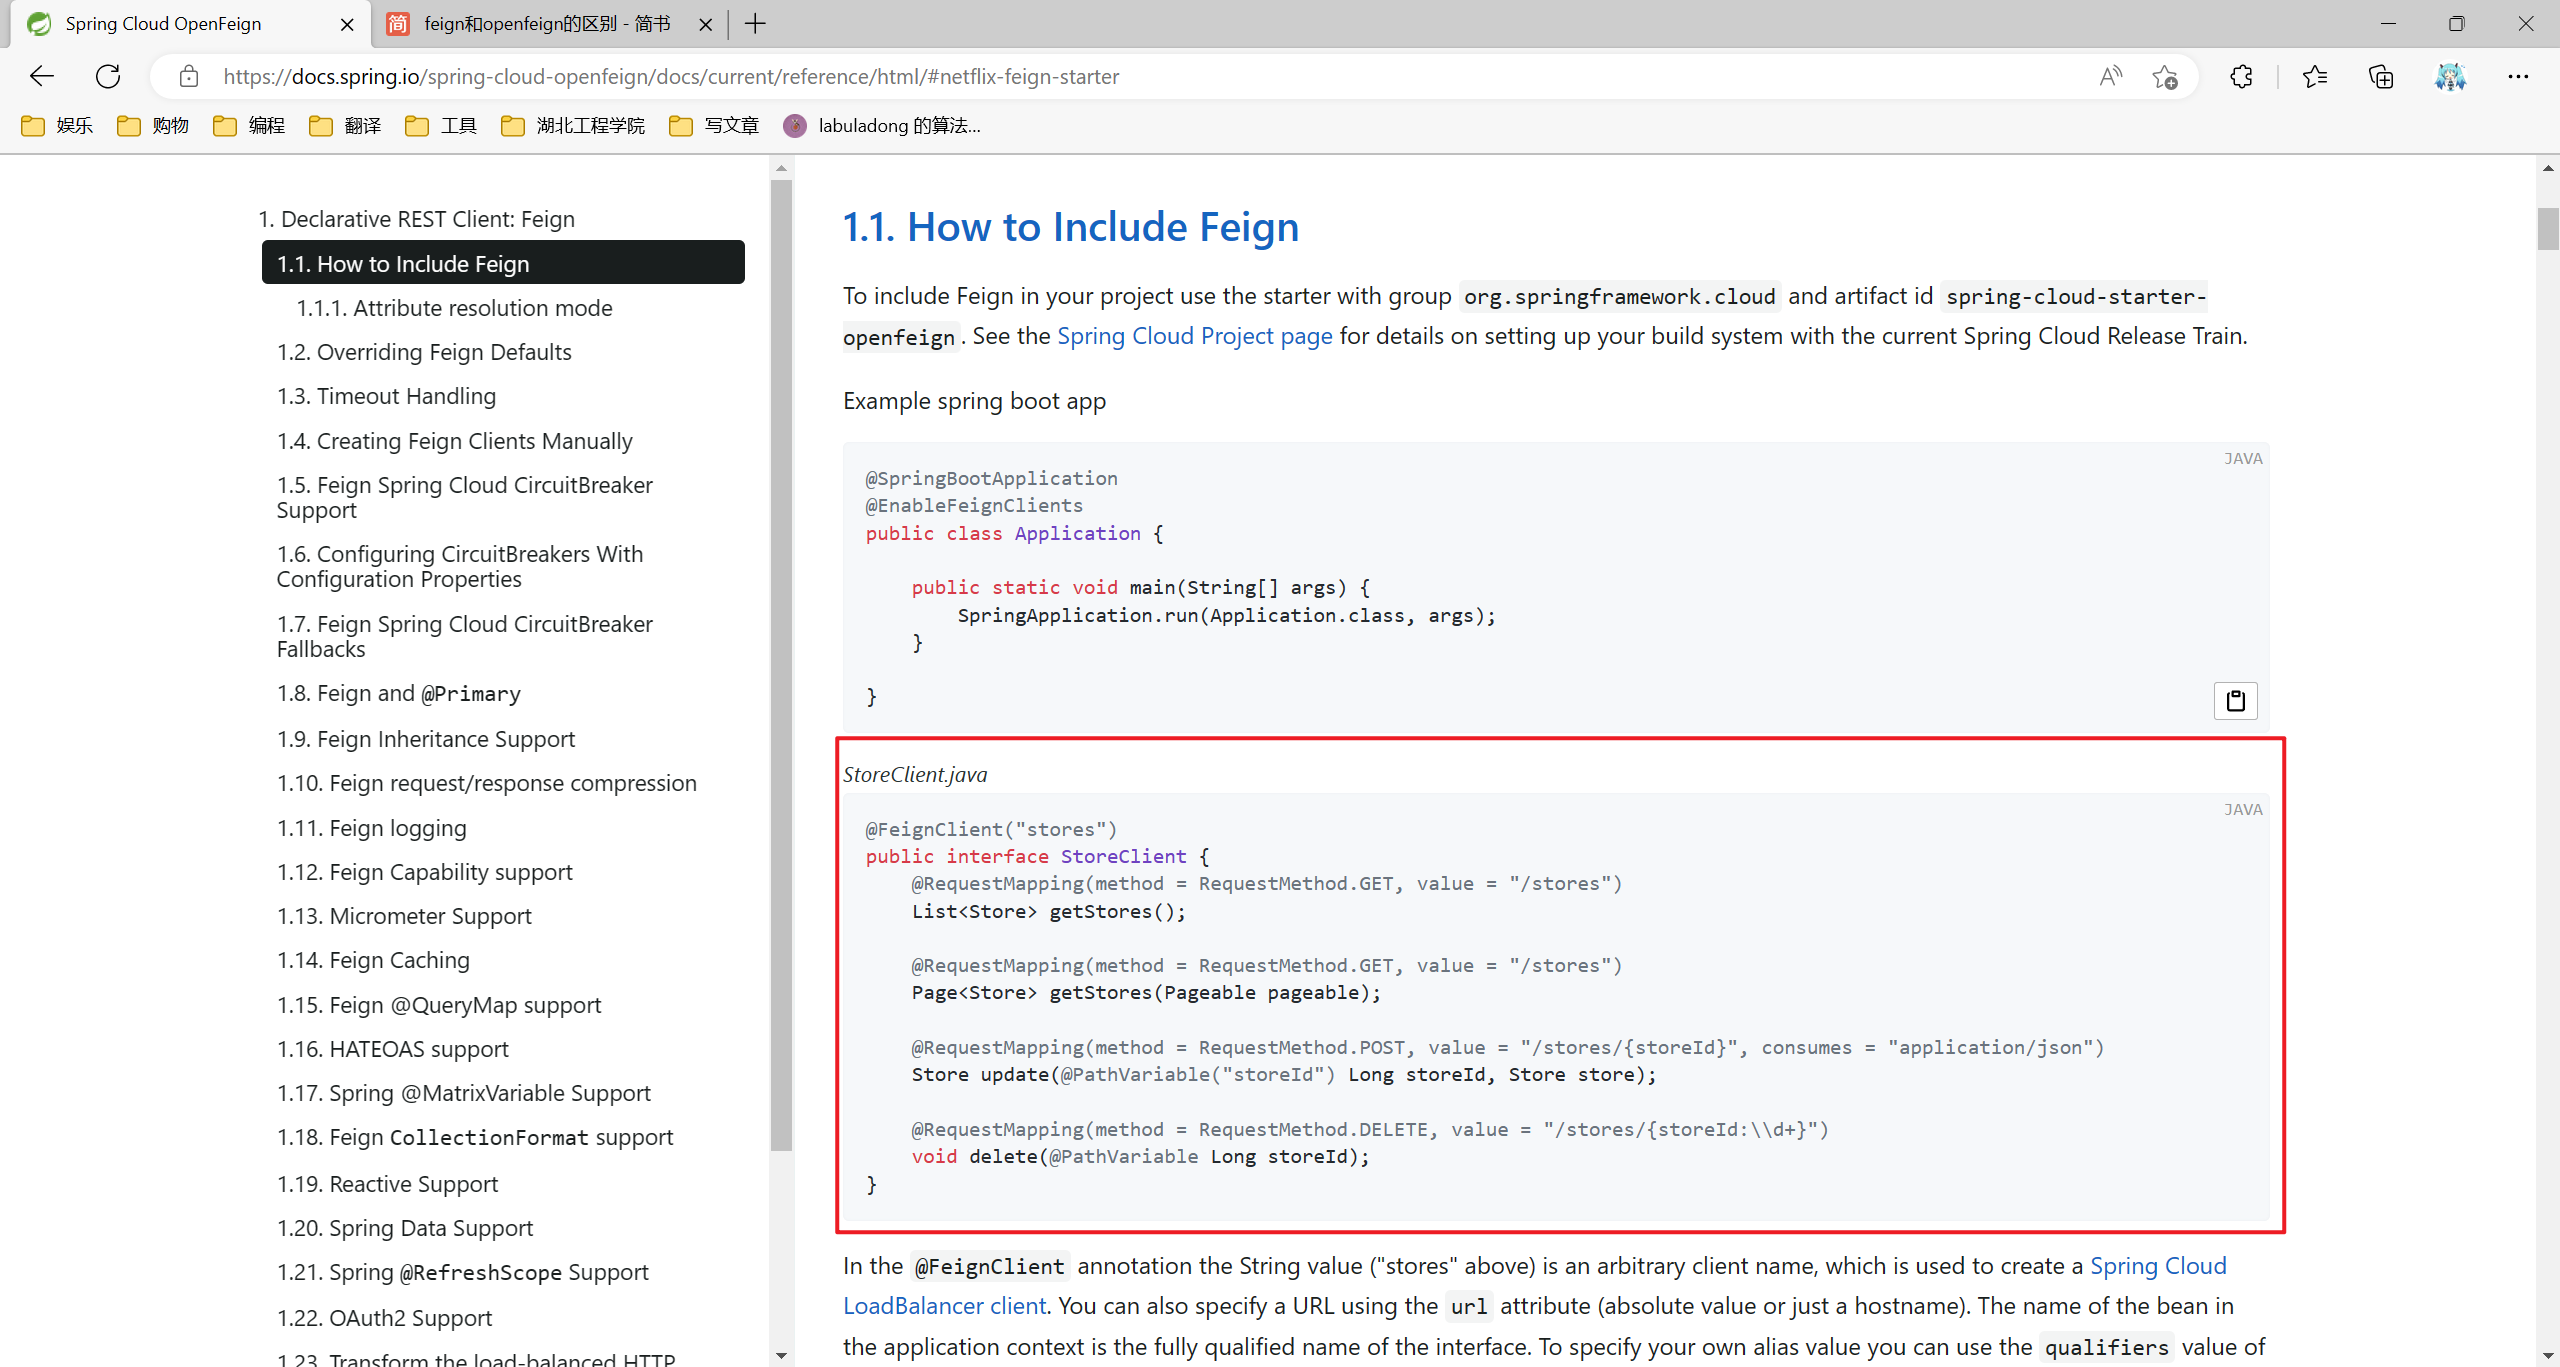 Spring Cloud OpenFeign
简 feign和openfeign的区别 - 简书
https://docs.spring.io/spring-cloud-openfeign/docs/current/reference/html/#netflix-feign-starter
娱乐 购物 编程 翻译 工具 湖北工程学院 写文章 labuladong 的算法...
1. Declarative REST Client: Feign
1.1. How to Include Feign
1.1.1. Attribute resolution mode
1.2. Overriding Feign Defaults
1.3. Timeout Handling
1.4. Creating Feign Clients Manually
1.5. Feign Spring Cloud CircuitBreaker
Support
1.6. Configuring CircuitBreakers With
Configuration Properties
1.7. Feign Spring Cloud CircuitBreaker
Fallbacks
1.8. Feign and @Primary
1.9. Feign Inheritance Support
1.10. Feign request/response compression
1.11. Feign logging
1.12. Feign Capability support
1.13. Micrometer Support
1.14. Feign Caching
1.15. Feign @QueryMap support
1.16. HATEOAS support
1.17. Spring @MatrixVariable Support
1.18. Feign CollectionFormat support
1.19. Reactive Support
1.20. Spring Data Support
1.21. Spring @RefreshScope Support
1.22. OAuth2 Support
1.23. Transform the load-balanced HTTP
1.1. How to Include Feign
To include Feign in your project use the starter with group org.springframework.cloud and artifact id spring-cloud-starter-
openfeign. See the Spring Cloud Project page for details on setting up your build system with the current Spring Cloud Release Train.
Example spring boot app
JAVA
@SpringBootApplication
@EnableFeignClients
public class Application {
public static void main(String[] args) {
SpringApplication.run(Application.class, args);
}
}
StoreClient.java
JAVA
@FeignClient("stores")
public interface StoreClient {
@RequestMapping(method = RequestMethod.GET, value = "/stores")
List<Store> getStores();
@RequestMapping(method = RequestMethod.GET, value = "/stores")
Page<Store> getStores(Pageable pageable);
@RequestMapping(method = RequestMethod.POST, value = "/stores/{storeId}", consumes = "application/json")
Store update(@PathVariable("storeId") Long storeId, Store store);
@RequestMapping(method = RequestMethod.DELETE, value = "/stores/{storeId:\\d+}")
void delete(@PathVariable Long storeId);
}
In the @FeignClient annotation the String value ("stores" above) is an arbitrary client name, which is used to create a Spring Cloud
LoadBalancer client. You can also specify a URL using the url attribute (absolute value or just a hostname). The name of the bean in
the application context is the fully qualified name of the interface. To specify your own alias value you can use the qualifiers value of